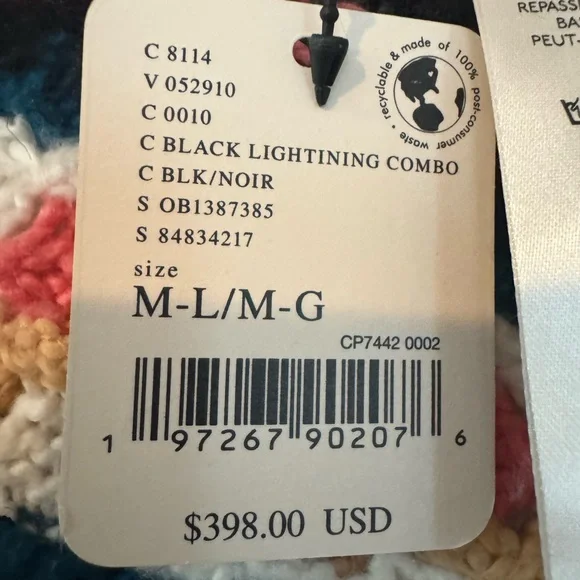 C 8114
V 052910
C 0010
C BLACK LIGHTINING COMBO
C BLK/NOIR
S OB1387385
S 84834217
size
M-L/M-G
CP7442 0002
1 97267 90207 6
$398.00 USD
recyclable & made of 100% post-consumer waste •
REPASS
BA
PEUT-